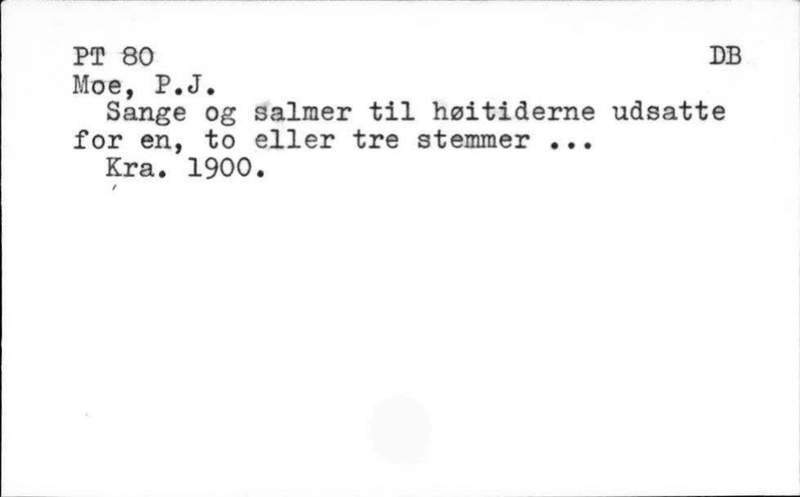 PT 80 DB
Moe, P.J.
Sange og salmer til høitiderne udsatte
for en, to eller tre stemmer ...
Kra. 1900.